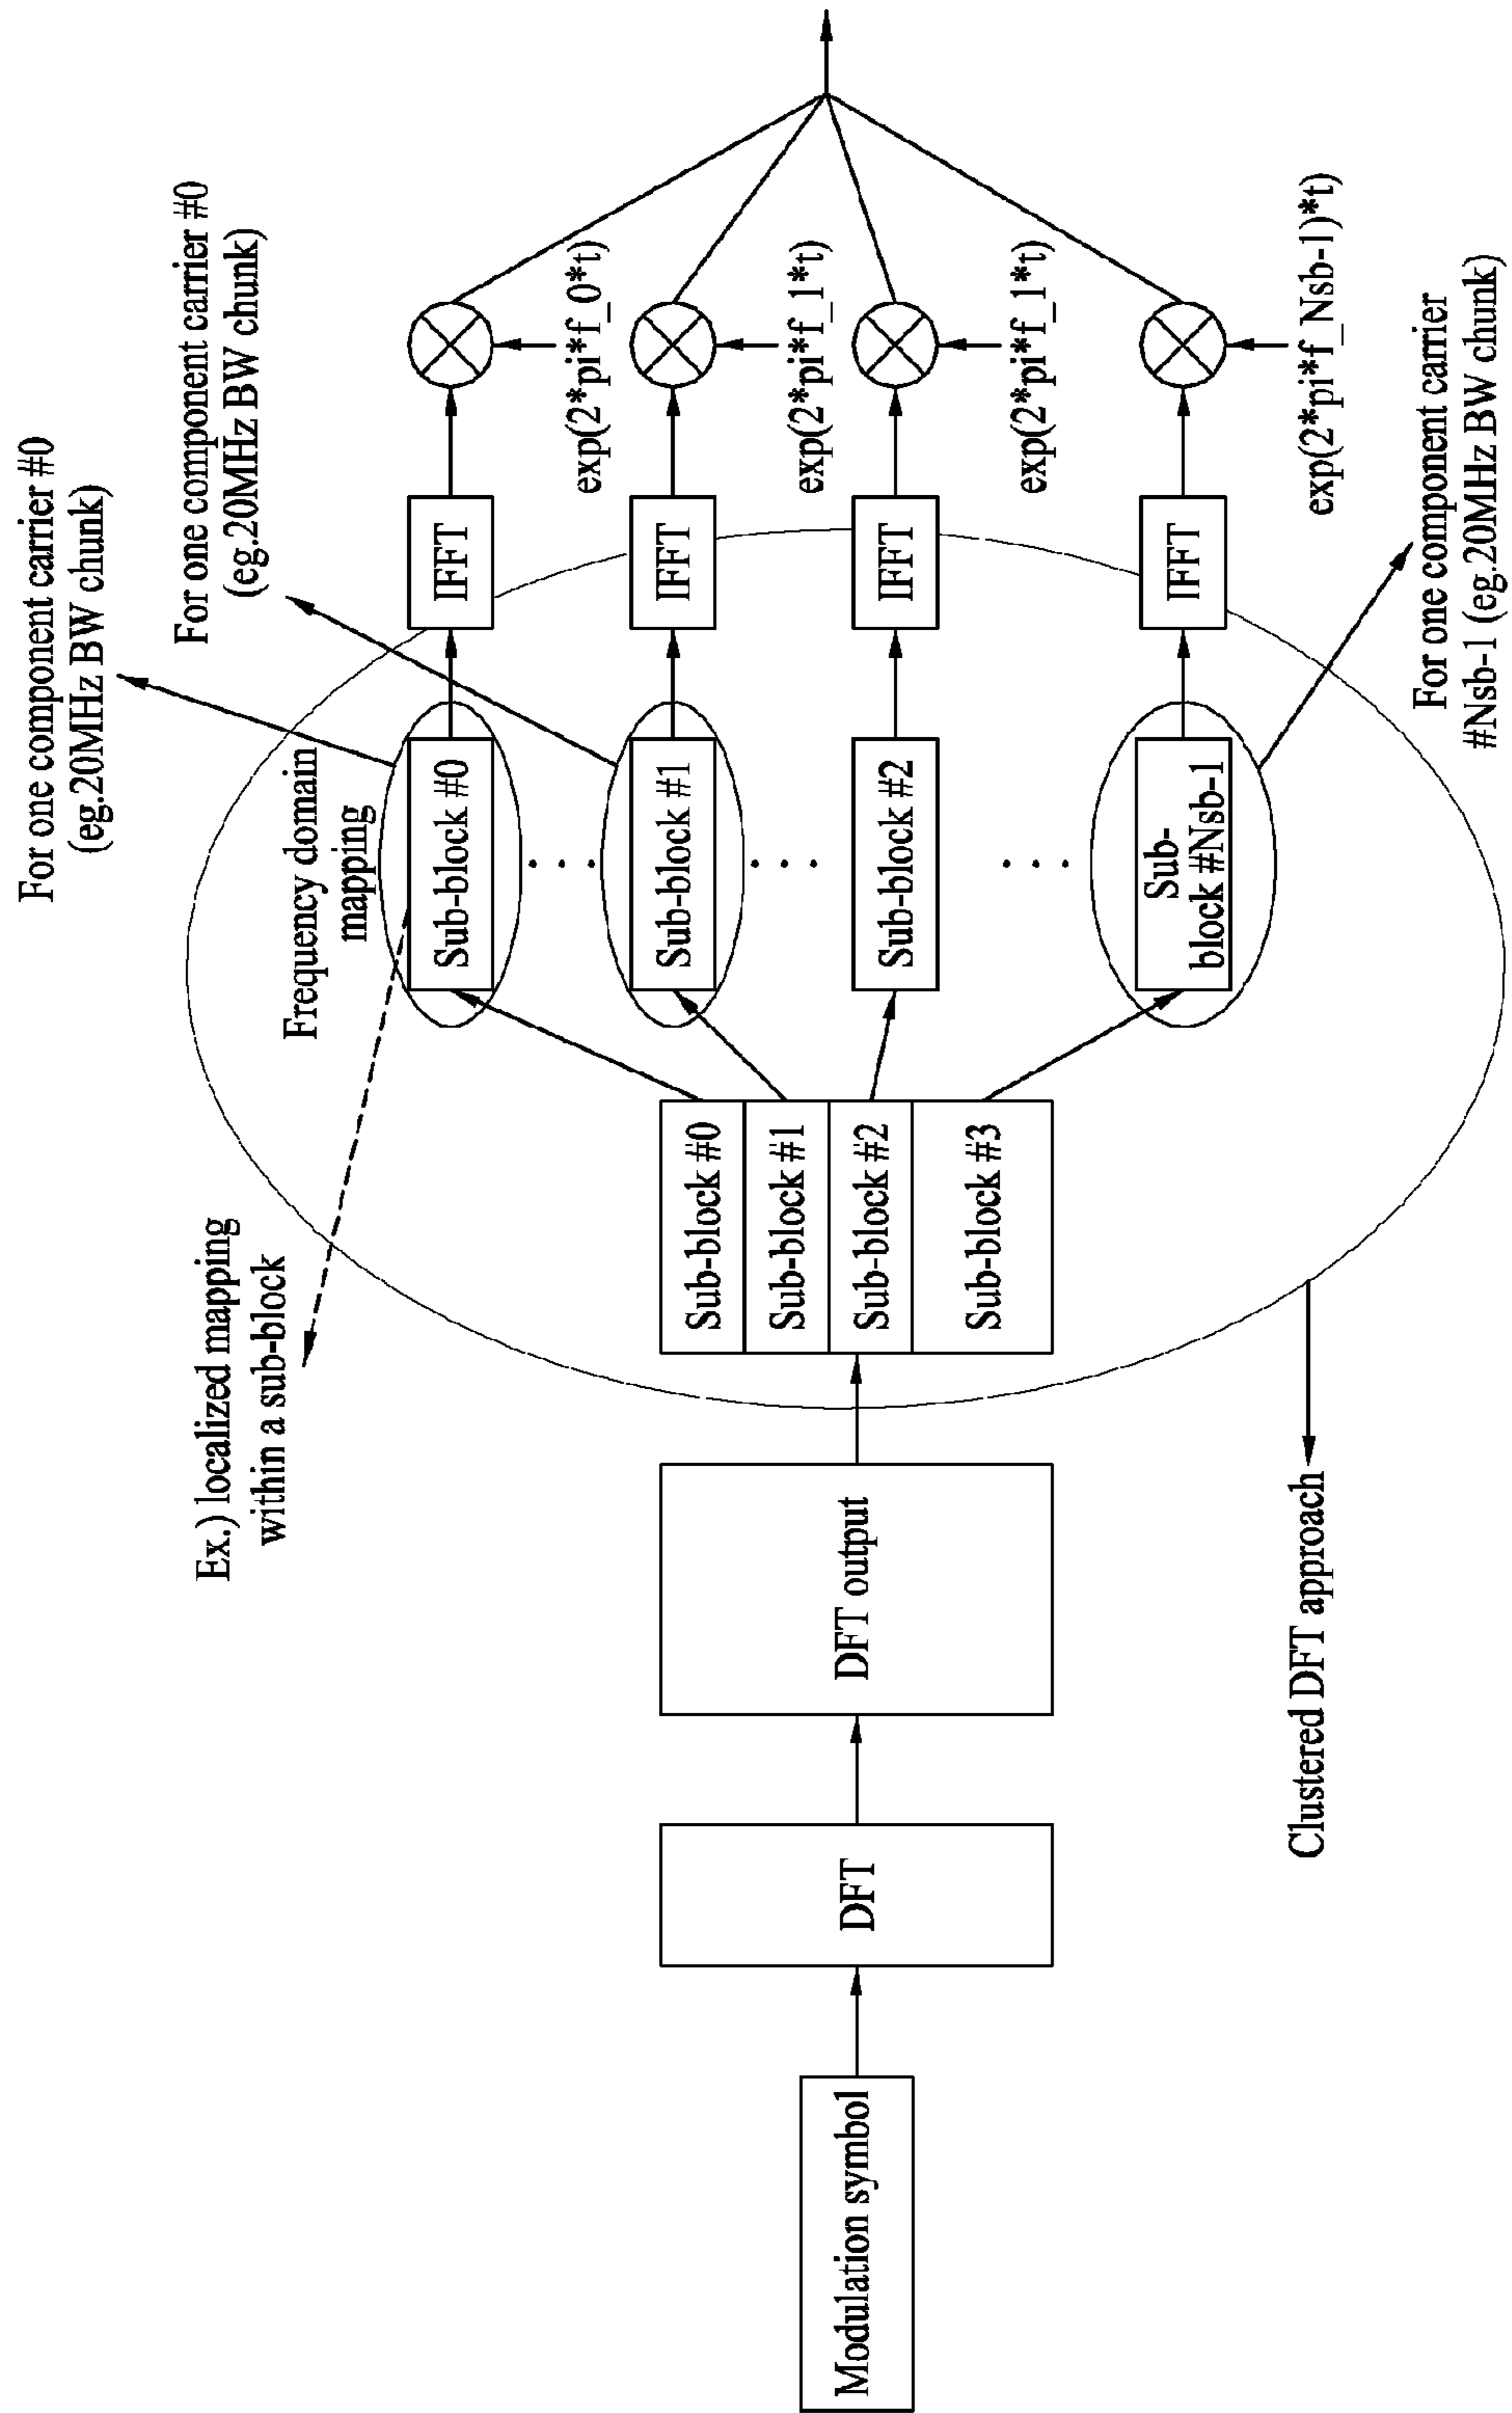 Modulation symbol
DFT
DFT output
Sub-block #0
Sub-block #1
Sub-block #2
Sub-block #3
Ex.) localized mapping
within a sub-block
Frequency domain
mapping
Sub-block #0
Sub-block #1
Sub-block #2
Sub-
block #Nsb-1
For one component carrier #0
(eg.20MHz BW chunk)
For one component carrier #0
(eg.20MHz BW chunk)
For one component carrier
#Nsb-1 (eg.20MHz BW chunk)
IFFT
IFFT
IFFT
IFFT
exp(2*pi*f_0*t)
exp(2*pi*f_1*t)
exp(2*pi*f_1*t)
exp(2*pi*f_Nsb-1)*t)
Clustered DFT approach